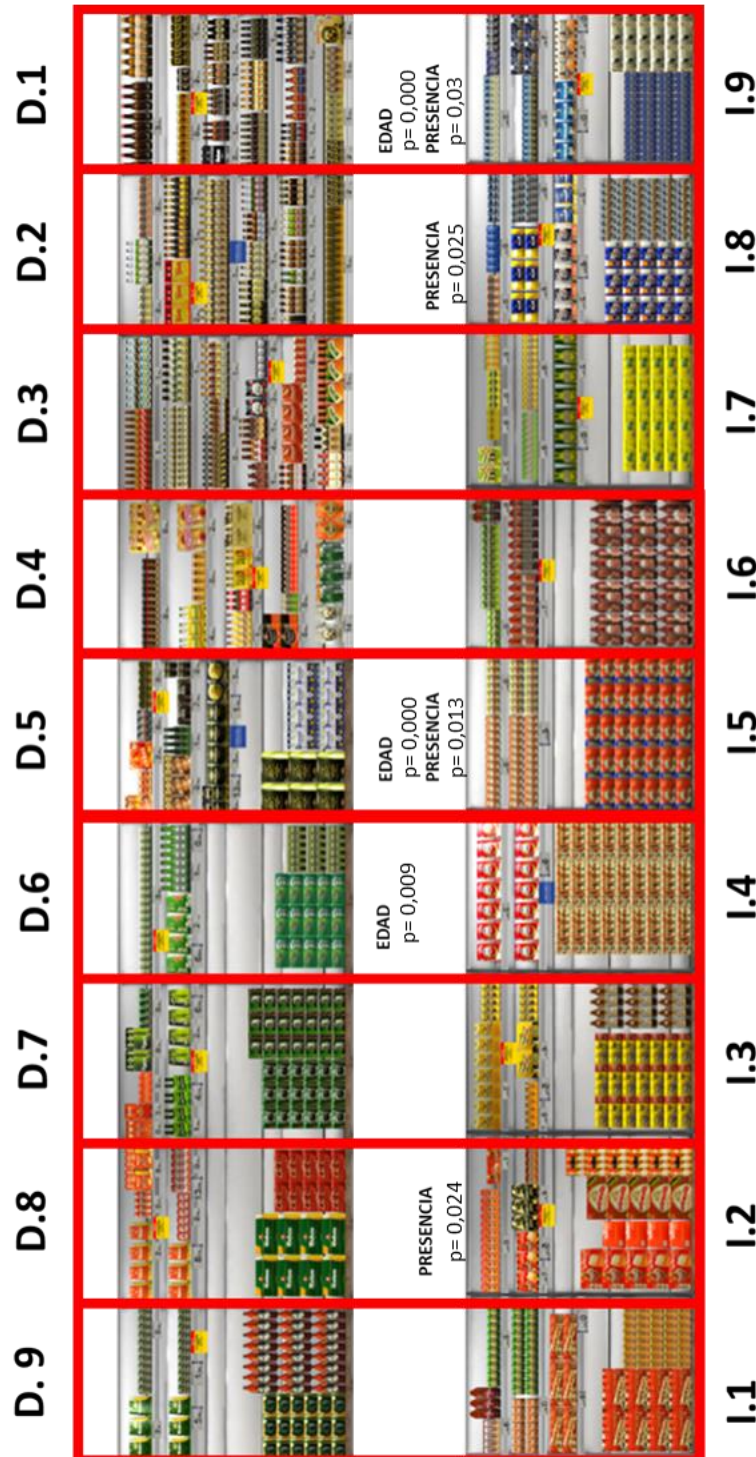 D. 9
D.8
D.7
D.6
D.5
D.4
D.3
D.2
D.1
PRESENCIA
p= 0,024
EDAD
p= 0,009
EDAD
p= 0,000
PRESENCIA
p= 0,013
PRESENCIA
p= 0,025
EDAD
p= 0,000
PRESENCIA
p= 0,03
I.1
I.2
I.3
I.4
I.5
I.6
I.7
I.8
I.9